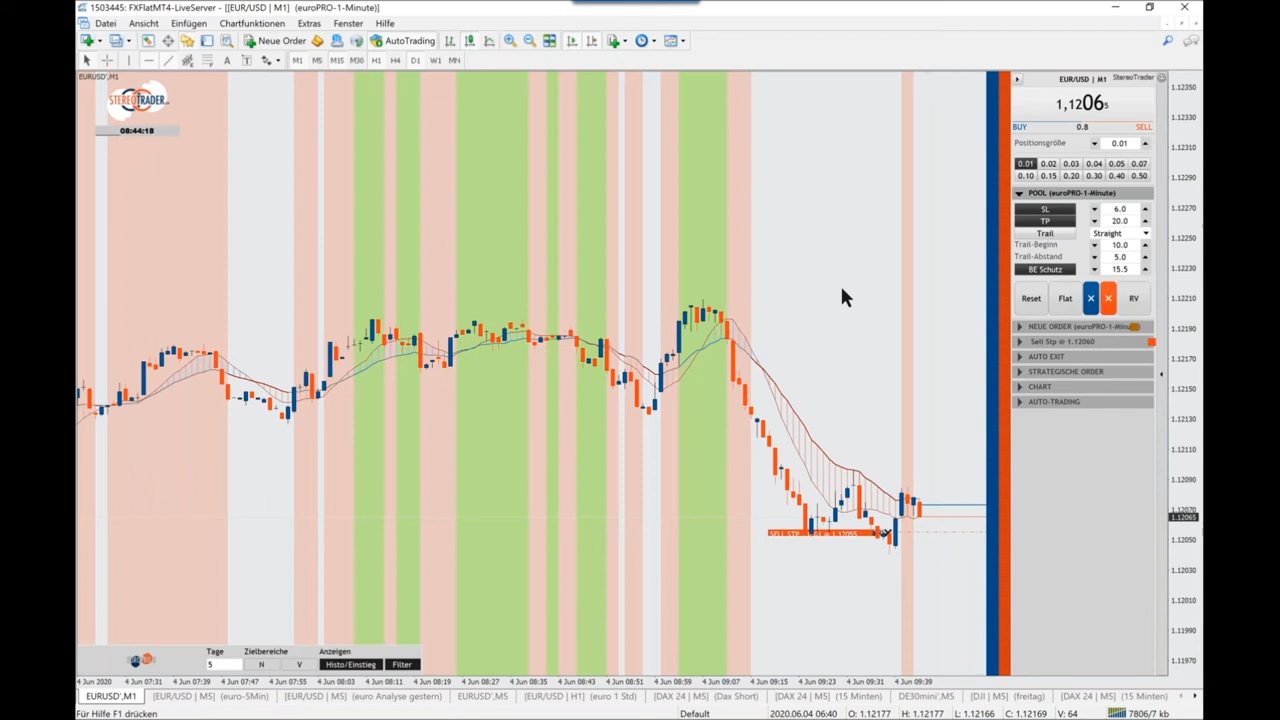 1503445: FXFlatMT4-LiveServer - [[EUR/USD | M1] (euroPRO-1-Minute)]
Datei Ansicht Einfügen Chartfunktionen Extras Fenster Hilfe
Neue Order AutoTrading
A T M1 M5 M15 M30 H1 H4 D1 W1 MN
EURUSD',M1
STEREOTRADER
08:44:18
EUR/USD | M1 StereoTrader
1,12065
BUY 0.8 SELL
Positionsgröße 0.01
0.01 0.02 0.03 0.04 0.05 0.07
0.10 0.15 0.20 0.30 0.40 0.50
POOL (euroPRO-1-Minute)
SL 6.0
TP 20.0
Trail Straight
Trail-Beginn 10.0
Trail-Abstand 5.0
BE Schutz 15.5
Reset Flat × × RV
NEUE ORDER (euroPRO-1-Minu
Sell Stp @ 1.12060
AUTO EXIT
STRATEGISCHE ORDER
CHART
AUTO-TRADING
1.12350
1.12330
1.12310
1.12290
1.12270
1.12250
1.12230
1.12210
1.12190
1.12170
1.12150
1.12130
1.12110
1.12090
1.12070
1.12065
1.12050
1.12030
1.12010
1.11990
1.11970
SELL STP @ 1.12055
Tage Zielbereiche Anzeigen
5 N V Histo/Einstieg Filter
4 Jun 2020 4 Jun 07:31 4 Jun 07:39 4 Jun 07:47 4 Jun 07:55 4 Jun 08:03 4 Jun 08:11 4 Jun 08:19 4 Jun 08:27 4 Jun 08:35 4 Jun 08:43 4 Jun 08:51 4 Jun 08:59 4 Jun 09:07 4 Jun 09:15 4 Jun 09:23 4 Jun 09:31 4 Jun 09:39
EURUSD',M1 [EUR/USD | M5] (euro-5Min) [EUR/USD | M5] (euro Analyse gestern) EURUSD',M5 [EUR/USD | H1] (euro 1 Std) [DAX 24 | M5] (Dax Short) [DAX 24 | M5] (15 Minten) DE30mini',M5 [DJI | M5] (freitag) [DAX 24 | M5] (15 Minten)
Für Hilfe F1 drücken Default 2020.06.04 06:40 O: 1.12177 H: 1.12177 L: 1.12166 C: 1.12169 V: 64 7806/7 kb